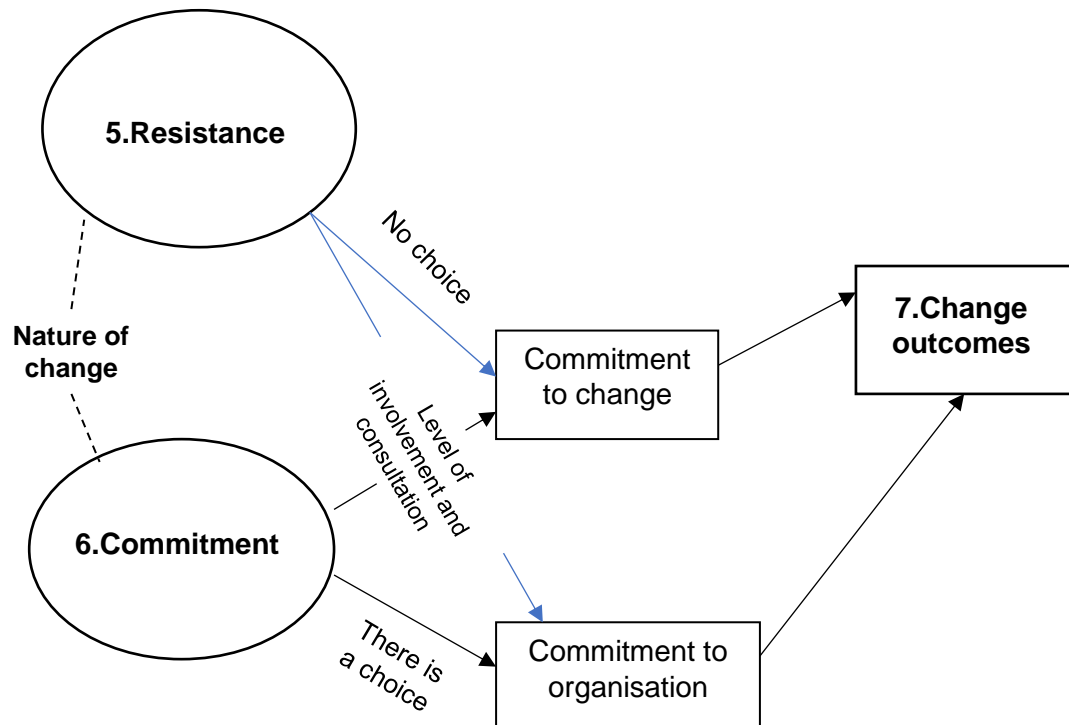 5.Resistance
No choice
7.Change
outcomes
Nature of
change
Commitment
to change
Level of
involvement and
consultation
6.Commitment
There is
a choice
Commitment to
organisation